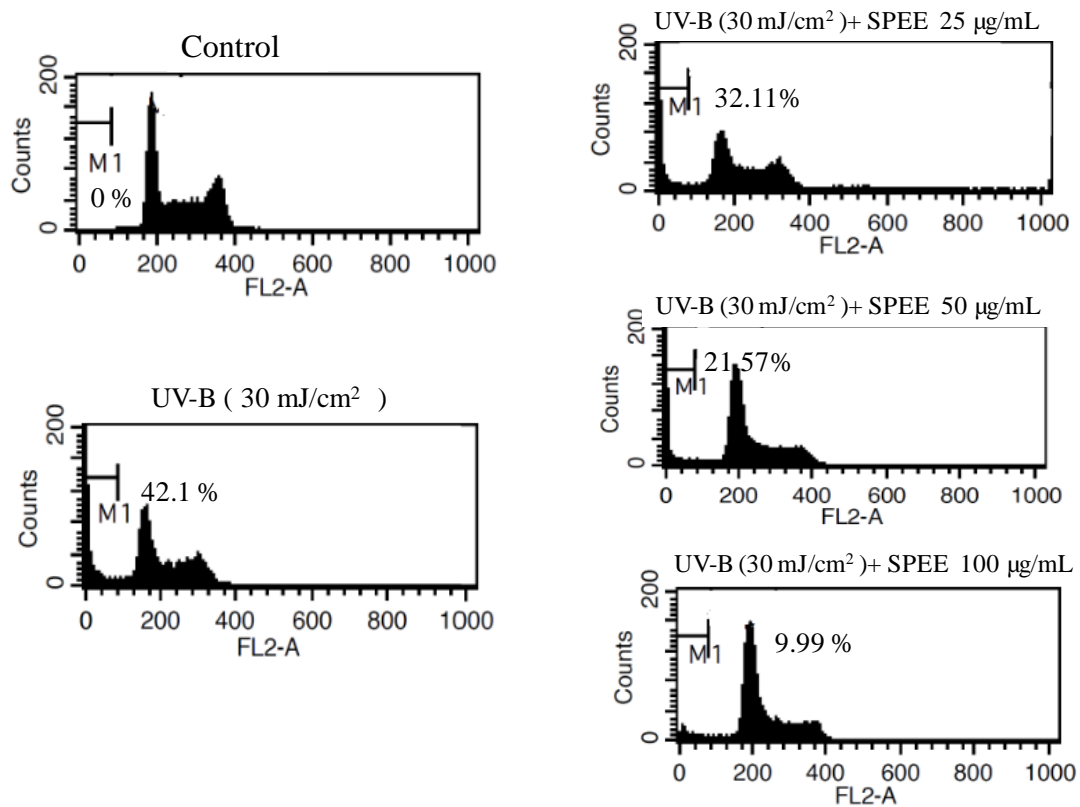 Control
200
Counts
M1
0 %
0
0 200 400 600 800 1000
FL2-A
UV-B ( 30 mJ/cm² )
200
Counts
42.1 %
M1
0
0 200 400 600 800 1000
FL2-A
UV-B (30 mJ/cm² )+ SPEE 25 µg/mL
200
Counts
M1
32.11%
0
0 200 400 600 800 1000
FL2-A
UV-B (30 mJ/cm² )+ SPEE 50 µg/mL
200
Counts
21.57%
M1
0
0 200 400 600 800 1000
FL2-A
UV-B (30 mJ/cm² )+ SPEE 100 µg/mL
200
Counts
M1
9.99 %
0
0 200 400 600 800 1000
FL2-A